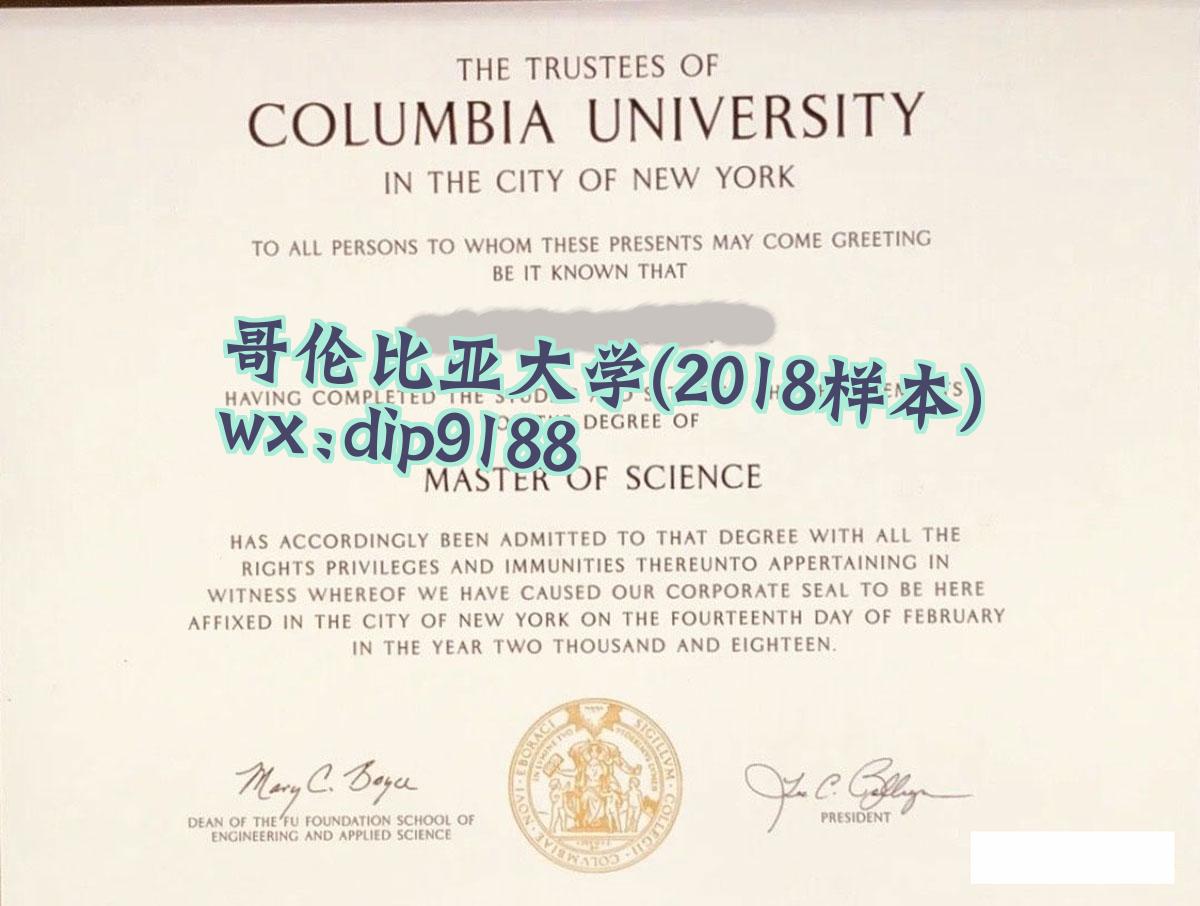 THE TRUSTEES OF
COLUMBIA UNIVERSITY
IN THE CITY OF NEW YORK
TO ALL PERSONS TO WHOM THESE PRESENTS MAY COME GREETING
BE IT KNOWN THAT
哥伦比亚大学(2018样本)
HAVING COMPLETED THE
DEGREE OF
wx:dip9188
MASTER OF SCIENCE
HAS ACCORDINGLY BEEN ADMITTED TO THAT DEGREE WITH ALL THE
RIGHTS PRIVILEGES AND IMMUNITIES THEREUNTO APPERTAINING IN
WITNESS WHEREOF WE HAVE CAUSED OUR CORPORATE SEAL TO BE HERE
AFFIXED IN THE CITY OF NEW YORK ON THE FOURTEENTH DAY OF FEBRUARY
IN THE YEAR TWO THOUSAND AND EIGHTEEN.
SIGILLVM COLLEGII COLVMBIAE NOVI EBORACI
Mary C. Boyce
DEAN OF THE FU FOUNDATION SCHOOL OF
ENGINEERING AND APPLIED SCIENCE
PRESIDENT